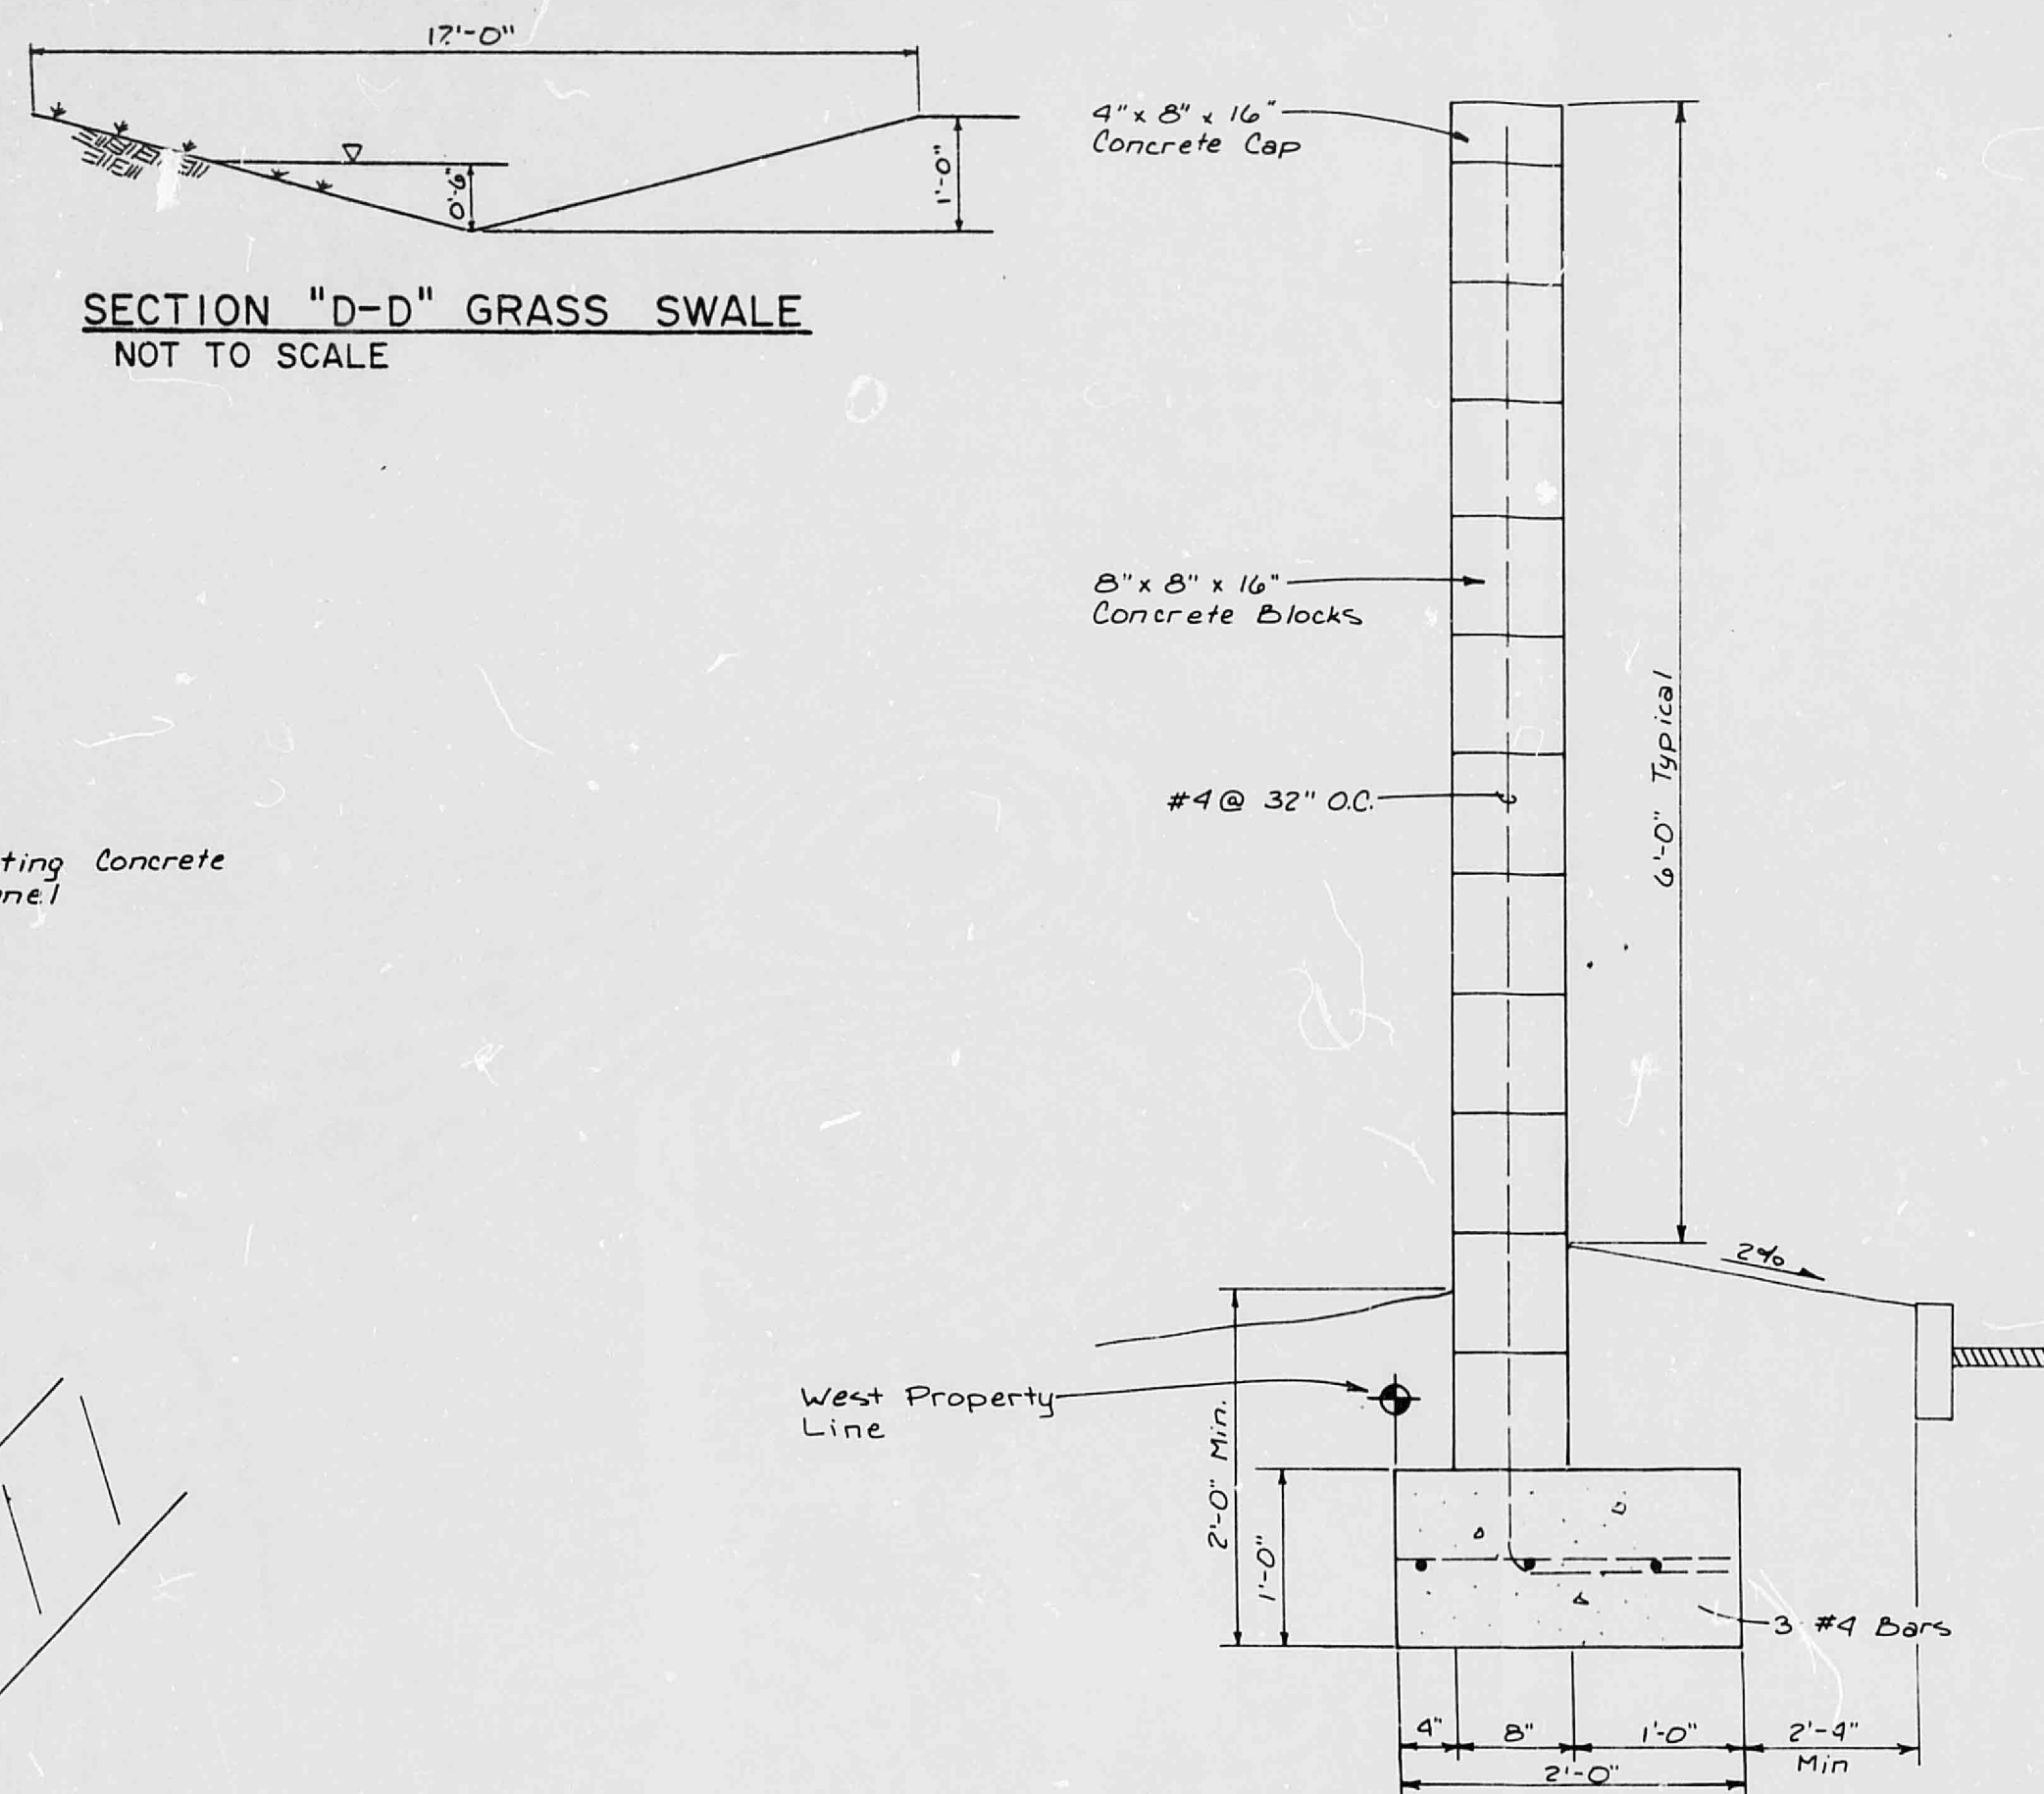 17'-0"
0'-6"
1'-0"
SECTION "D-D" GRASS SWALE
NOT TO SCALE
4" x 8" x 16"
Concrete Cap
8" x 8" x 16"
Concrete Blocks
#4 @ 32" O.C.
6'-0" Typical
ting Concrete
nel
2%
West Property
Line
2'-0" Min.
1'-0"
3 #4 Bars
4" 8" 1'-0" 2'-4"
Min
2'-0"